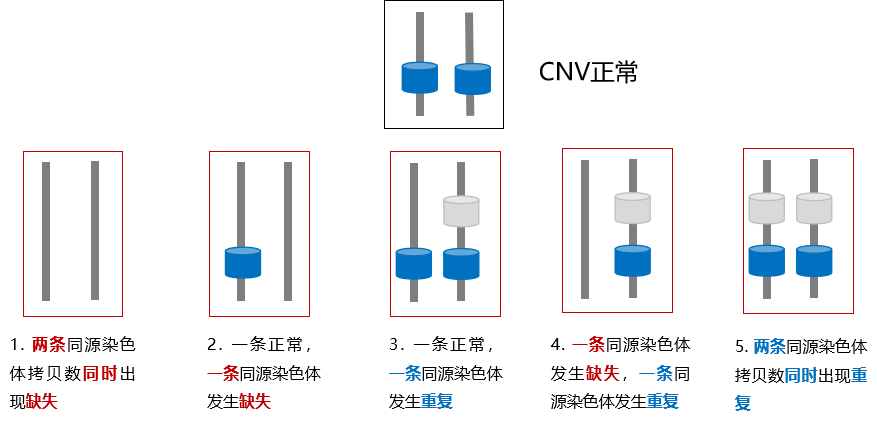 CNV正常
1. 两条同源染色
体拷贝数同时出
现缺失
2. 一条正常，
一条同源染色体
发生缺失
3. 一条正常，
一条同源染色体
发生重复
4. 一条同源染色体
发生缺失，一条同
源染色体发生重复
5. 两条同源染色体
拷贝数同时出现重
复